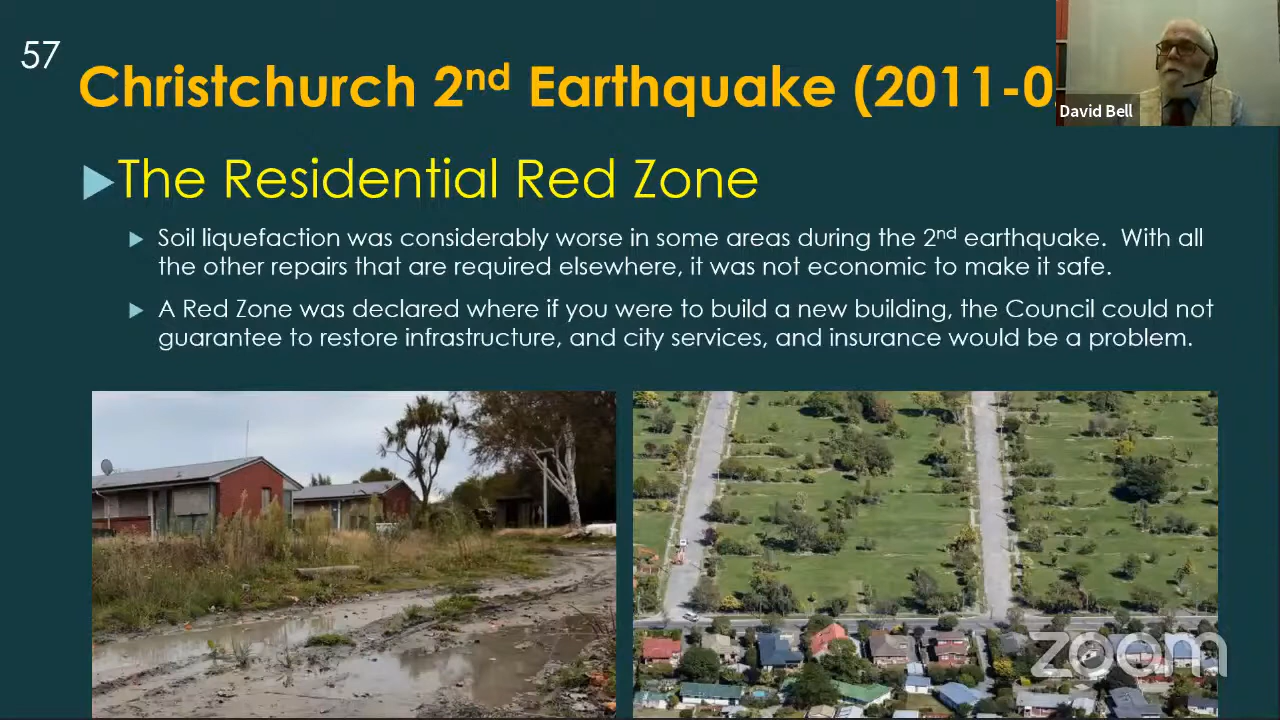 57
Christchurch 2nd Earthquake (2011-0
David Bell
The Residential Red Zone
Soil liquefaction was considerably worse in some areas during the 2nd earthquake. With all
the other repairs that are required elsewhere, it was not economic to make it safe.
A Red Zone was declared where if you were to build a new building, the Council could not
guarantee to restore infrastructure, and city services, and insurance would be a problem.
zoom